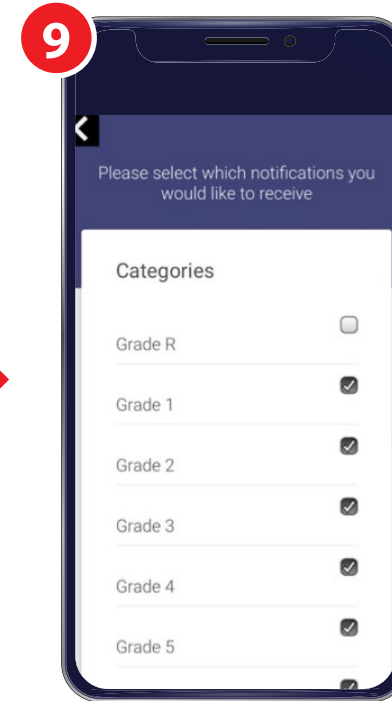 9
Please select which notifications you
would like to receive
Categories
Grade R
Grade 1
Grade 2
Grade 3
Grade 4
Grade 5